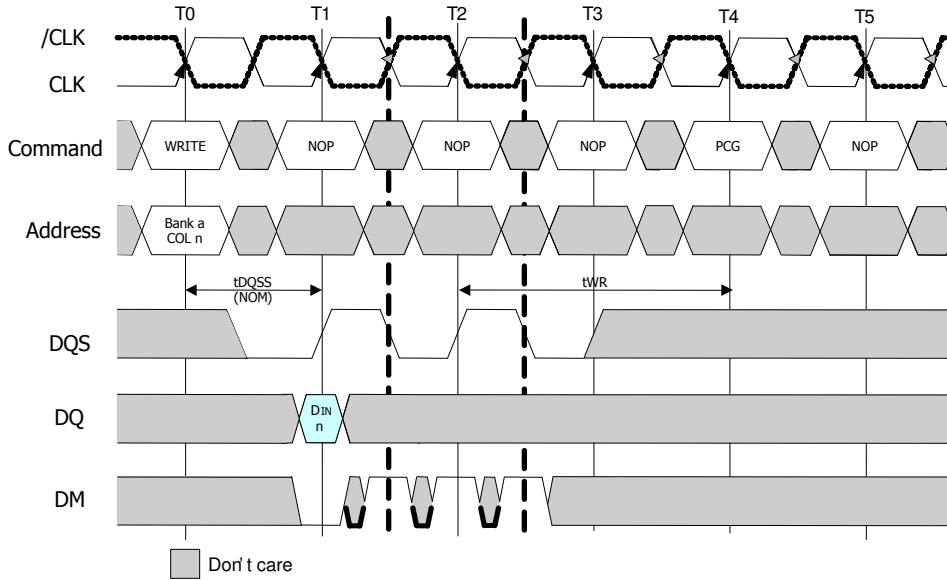 T0 T1 T2 T3 T4 T5
/CLK
CLK
Command WRITE NOP NOP NOP PCG NOP
Address Bank a
COL n
tDQSS
(NOM)
tWR
DQS
DQ DIN
n
DM
Don't care